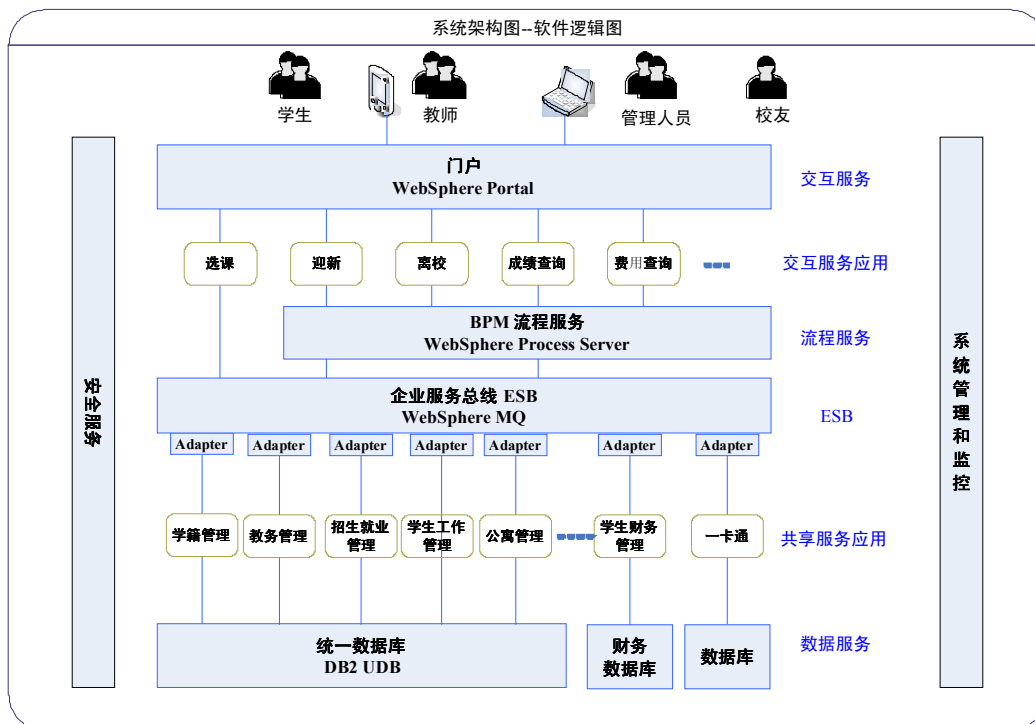 系统架构图--软件逻辑图
学生
教师
管理人员
校友
门户
WebSphere Portal
交互服务
选课
迎新
离校
成绩查询
费用查询
交互服务应用
BPM 流程服务
WebSphere Process Server
流程服务
企业服务总线 ESB
WebSphere MQ
ESB
Adapter
Adapter
Adapter
Adapter
Adapter
Adapter
Adapter
学籍管理
教务管理
招生就业
管理
学生工作
管理
公寓管理
学生财务
管理
一卡通
共享服务应用
统一数据库
DB2 UDB
财务
数据库
数据库
数据服务
安全服务
系统管理和监控